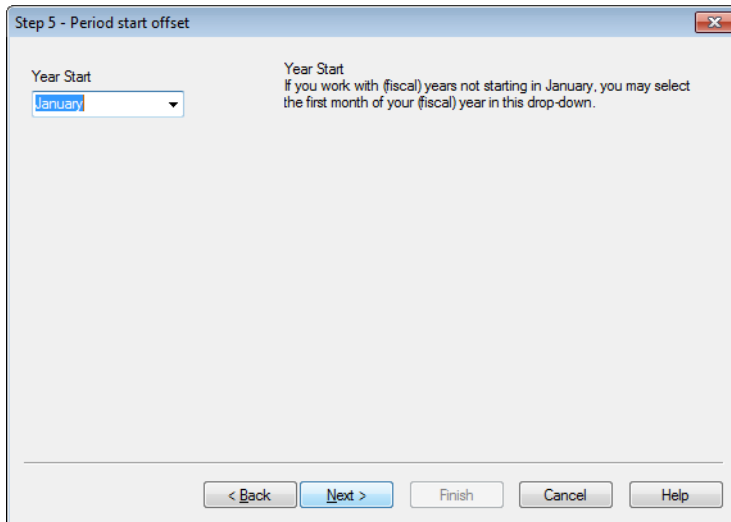 Step 5 - Period start offset
Year Start
January
Year Start
If you work with (fiscal) years not starting in January, you may select
the first month of your (fiscal) year in this drop-down.
< Back
Next >
Finish
Cancel
Help